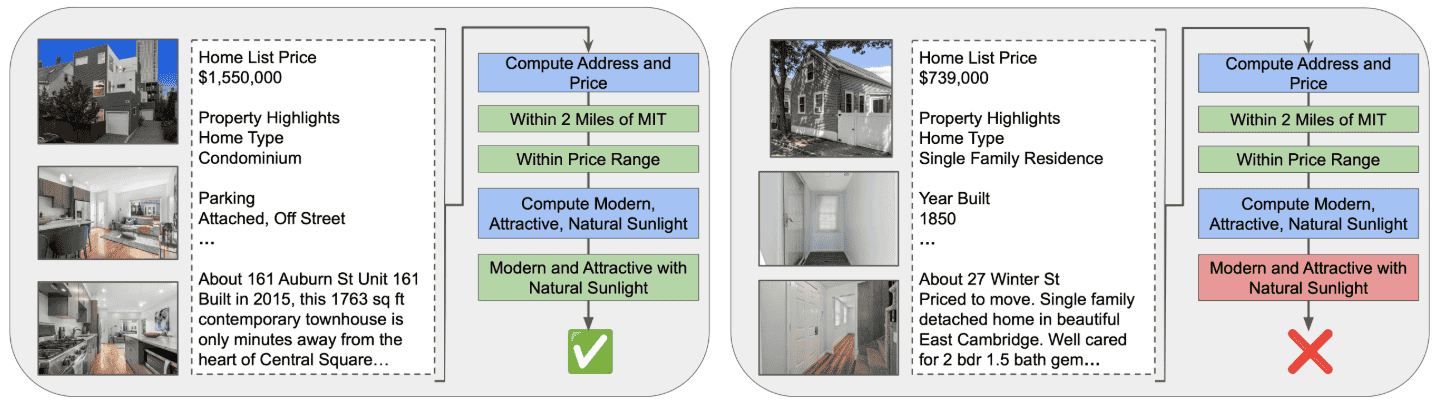 Home List Price
$1,550,000
Property Highlights
Home Type
Condominium
Parking
Attached, Off Street
...
About 161 Auburn St Unit 161
Built in 2015, this 1763 sq ft
contemporary townhouse is
only minutes away from the
heart of Central Square…
Compute Address and
Price
Within 2 Miles of MIT
Within Price Range
Compute Modern,
Attractive, Natural Sunlight
Modern and Attractive with
Natural Sunlight
Home List Price
$739,000
Property Highlights
Home Type
Single Family Residence
Year Built
1850
...
About 27 Winter St
Priced to move. Single family
detached home in beautiful
East Cambridge. Well cared
for 2 bdr 1.5 bath gem...
Compute Address and
Price
Within 2 Miles of MIT
Within Price Range
Compute Modern,
Attractive, Natural Sunlight
Modern and Attractive with
Natural Sunlight